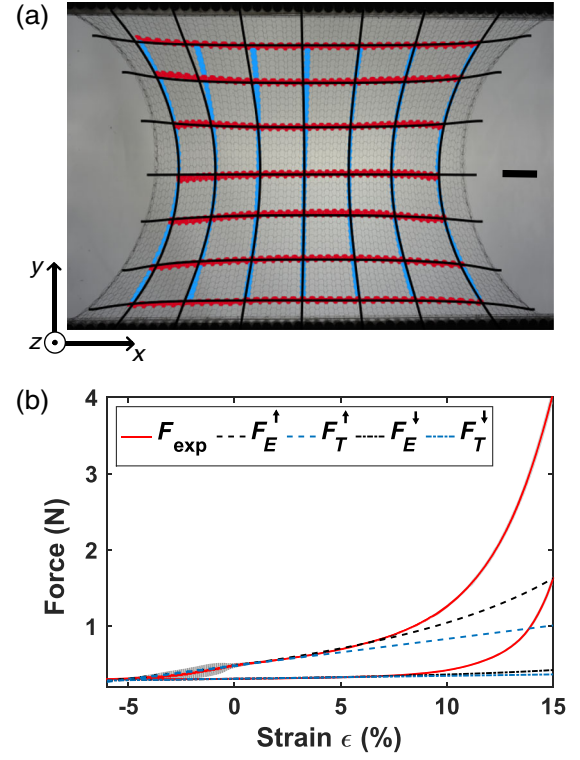 (a)
y
z
x
(b)
F_exp F_E↑ F_T↑ F_E↓ F_T↓
4
3
2
1
Force (N)
-5 0 5 10 15
Strain ϵ (%)